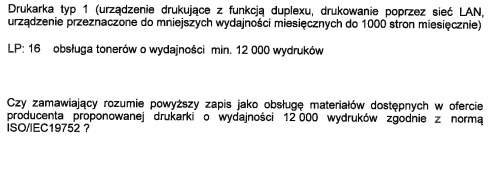 Drukarka typ 1 (urządzenie drukujące z funkcją duplexu, drukowanie poprzez sieć LAN,
urządzenie przeznaczone do mniejszych wydajności miesięcznych do 1000 stron miesięcznie)
LP: 16 obsługa tonerów o wydajności min. 12 000 wydruków
Czy zamawiający rozumie powyższy zapis jako obsługę materiałów dostępnych w ofercie
producenta proponowanej drukarki o wydajności 12 000 wydruków zgodnie z normą
ISO/IEC19752 ?